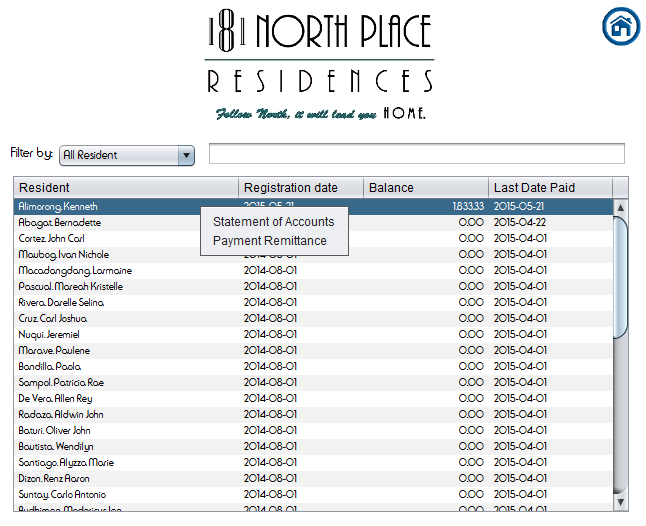 181 NORTH PLACE
RESIDENCES
Follow North, it will lead you HOME.
Filter by: All Resident
Resident Registration date Balance Last Date Paid
Alimorong, Kenneth 2015-05-21 1,833.33 2015-05-21
Statement of Accounts
Payment Remittance
Abagat, Bernadette 0.00 2015-04-22
Cortez, John Carl 0.00 2015-04-01
Maubog, Ivan Nichole 0.00 2015-04-01
Macadangdang, Larmaine 2014-08-01 0.00 2015-04-01
Pascual, Mareah Kristelle 2014-08-01 0.00 2015-04-01
Rivera, Darelle Selina 2014-08-01 0.00 2015-04-01
Cruz, Carl Joshua 2014-08-01 0.00 2015-04-01
Nuqui, Jeremiel 2014-08-01 0.00 2015-04-01
Marave, Paulene 2014-08-01 0.00 2015-04-01
Bandilla, Paola 2014-08-01 0.00 2015-04-01
Sampol, Patricia Rae 2014-08-01 0.00 2015-04-01
De Vera, Allen Rey 2014-08-01 0.00 2015-04-01
Radaza, Aldwin John 2014-08-01 0.00 2015-04-01
Baturi, Oliver John 2014-08-01 0.00 2015-04-01
Bautista, Wendilyn 2014-08-01 0.00 2015-04-01
Santiago, Alyzza Marie 2014-08-01 0.00 2015-04-01
Dizon, Renz Aaron 2014-08-01 0.00 2015-04-01
Suntay, Carlo Antonio 2014-08-01 0.00 2015-04-01